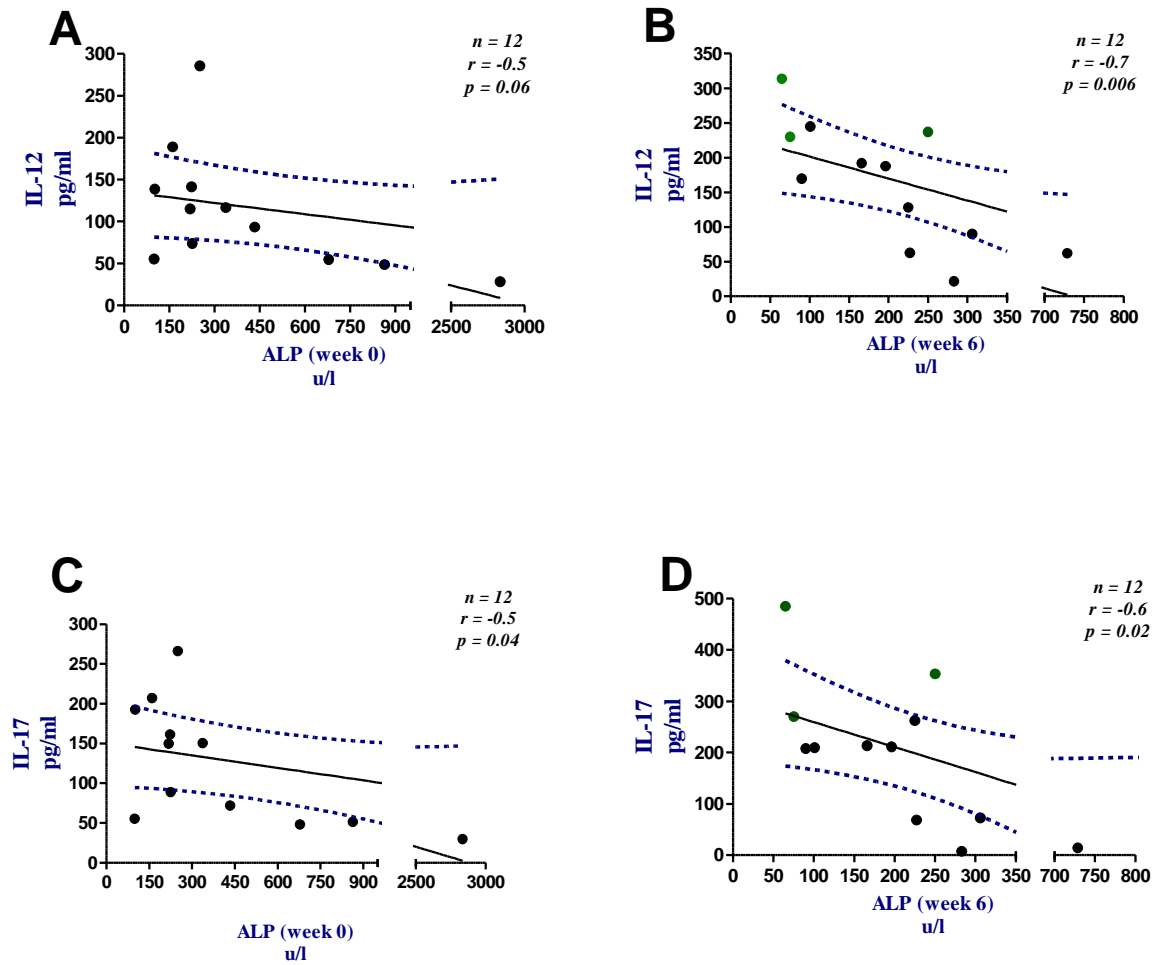 A
n = 12
r = -0.5
p = 0.06
300
250
200
150
100
50
0
IL-12
pg/ml
0 150 300 450 600 750 900 2500 3000
ALP (week 0)
u/l
B
n = 12
r = -0.7
p = 0.006
350
300
250
200
150
100
50
0
IL-12
pg/ml
0 50 100 150 200 250 300 350 700 750 800
ALP (week 6)
u/l
C
n = 12
r = -0.5
p = 0.04
300
250
200
150
100
50
0
IL-17
pg/ml
0 150 300 450 600 750 900 2500 3000
ALP (week 0)
u/l
D
n = 12
r = -0.6
p = 0.02
500
400
300
200
100
0
IL-17
pg/ml
0 50 100 150 200 250 300 350 700 750 800
ALP (week 6)
u/l